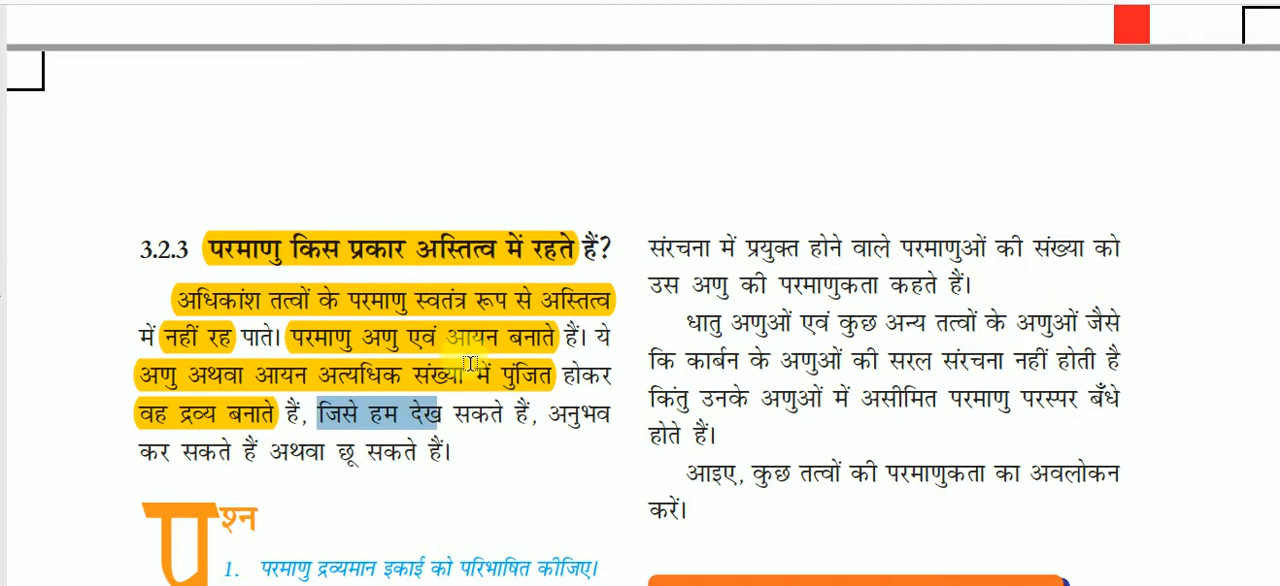 3.2.3 परमाणु किस प्रकार अस्तित्व में रहते हैं?
अधिकांश तत्वों के परमाणु स्वतंत्र रूप से अस्तित्व
में नहीं रह पाते। परमाणु अणु एवं आयन बनाते हैं। ये
अणु अथवा आयन अत्यधिक संख्या में पुंजित होकर
वह द्रव्य बनाते हैं, जिसे हम देख सकते हैं, अनुभव
कर सकते हैं अथवा छू सकते हैं।
प्रश्न
1. परमाणु द्रव्यमान इकाई को परिभाषित कीजिए।
संरचना में प्रयुक्त होने वाले परमाणुओं की संख्या को
उस अणु की परमाणुकता कहते हैं।
धातु अणुओं एवं कुछ अन्य तत्वों के अणुओं जैसे
कि कार्बन के अणुओं की सरल संरचना नहीं होती है
किंतु उनके अणुओं में असीमित परमाणु परस्पर बँधे
होते हैं।
आइए, कुछ तत्वों की परमाणुकता का अवलोकन
करें।